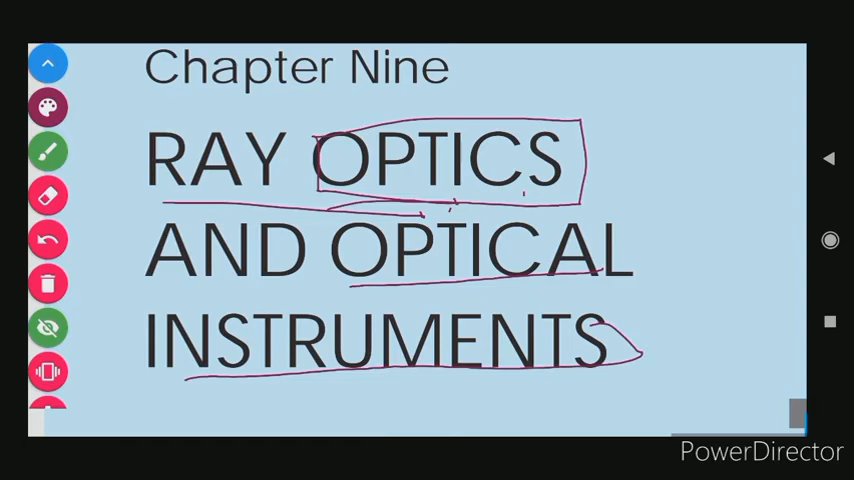 Chapter Nine
RAY OPTICS
AND OPTICAL
INSTRUMENTS
PowerDirector